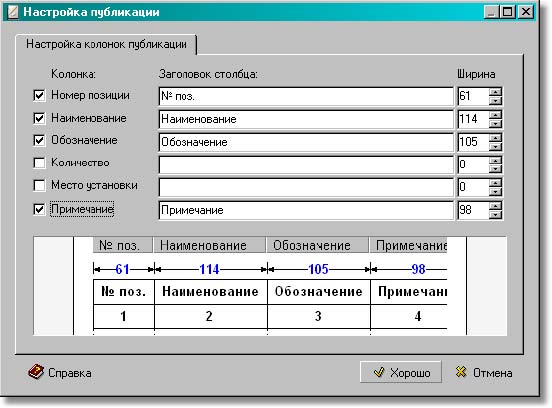 Настройка публикации
Настройка колонок публикации
Колонка: Заголовок столбца: Ширина
Номер позиции № поз. 61
Наименование Наименование 114
Обозначение Обозначение 105
Количество 0
Место установки 0
Примечание Примечание 98
№ поз. Наименование Обозначение Примечание
61 114 105 98
№ поз. Наименование Обозначение Примечан
1 2 3 4
Справка Хорошо Отмена